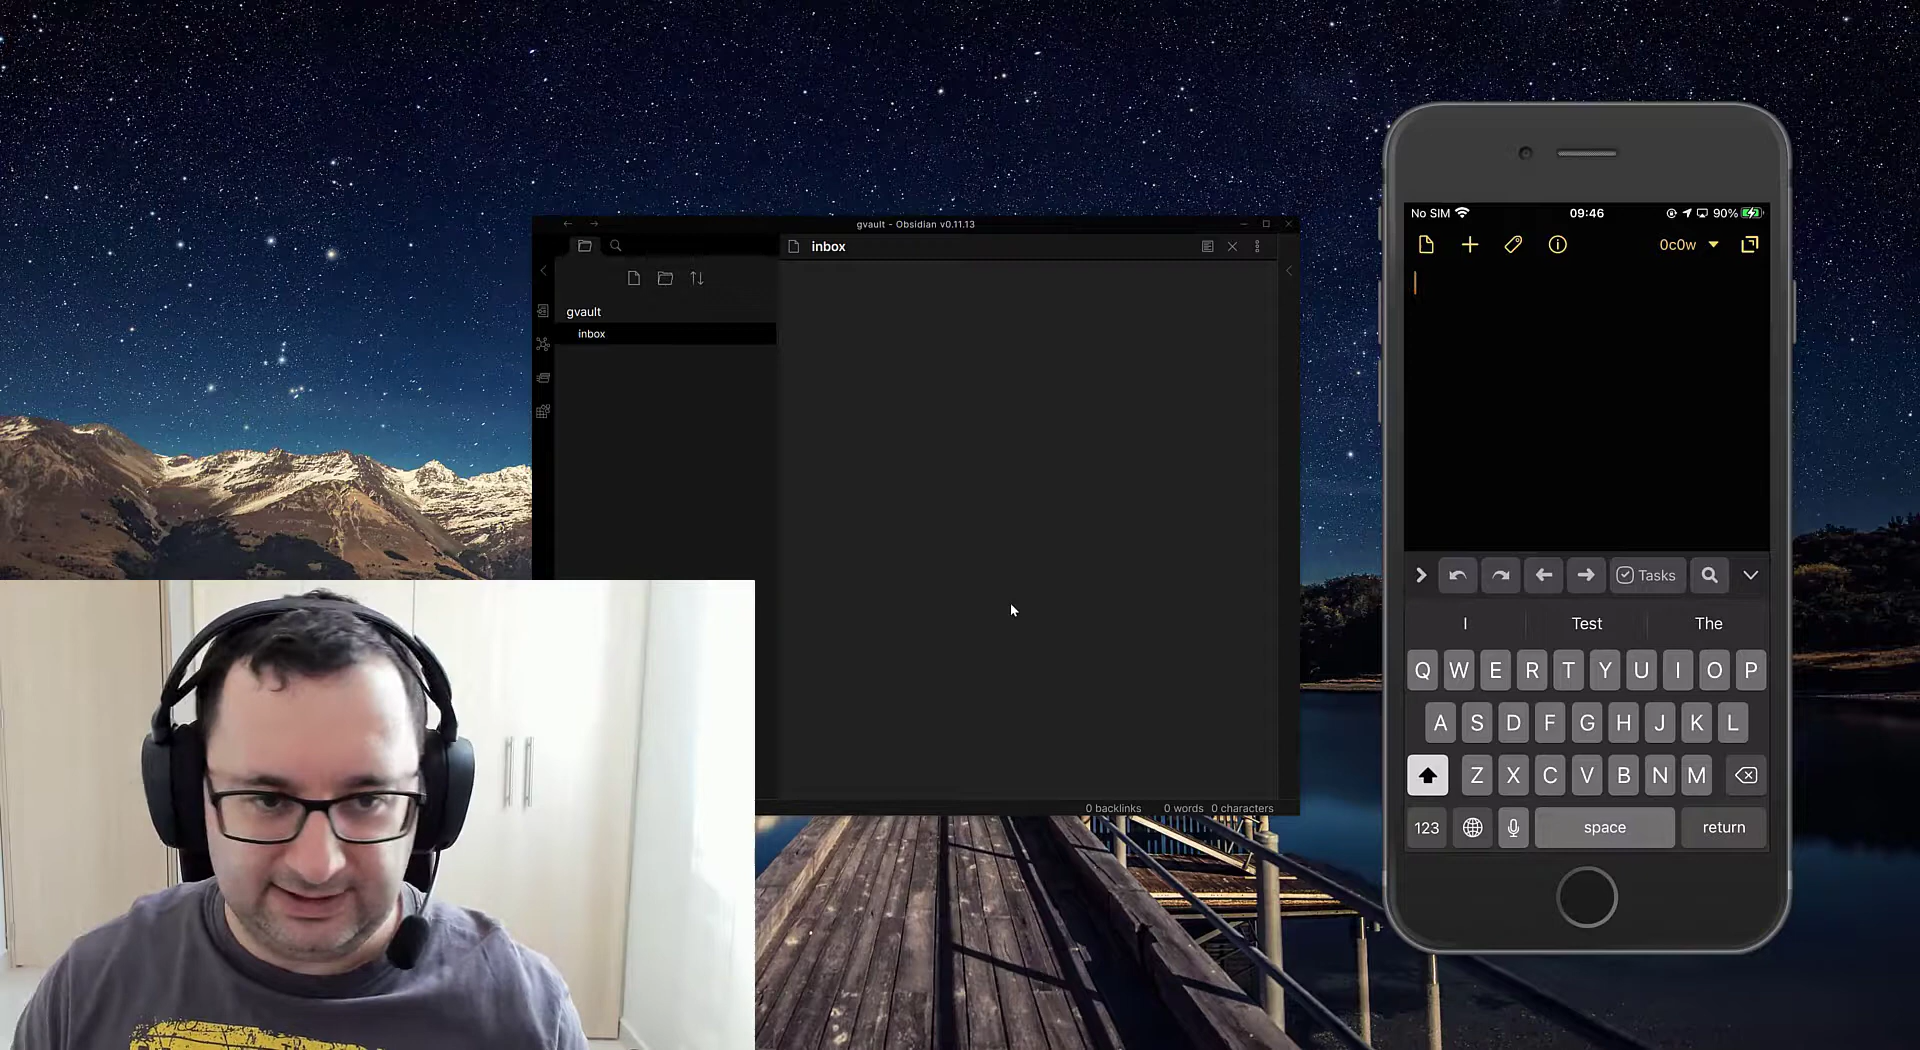 gvault - Obsidian v0.11.13
inbox
gvault
inbox
0 backlinks 0 words 0 characters
No SIM 09:46 90%
0c0w
Tasks
I Test The
Q W E R T Y U I O P
A S D F G H J K L
Z X C V B N M
123 space return